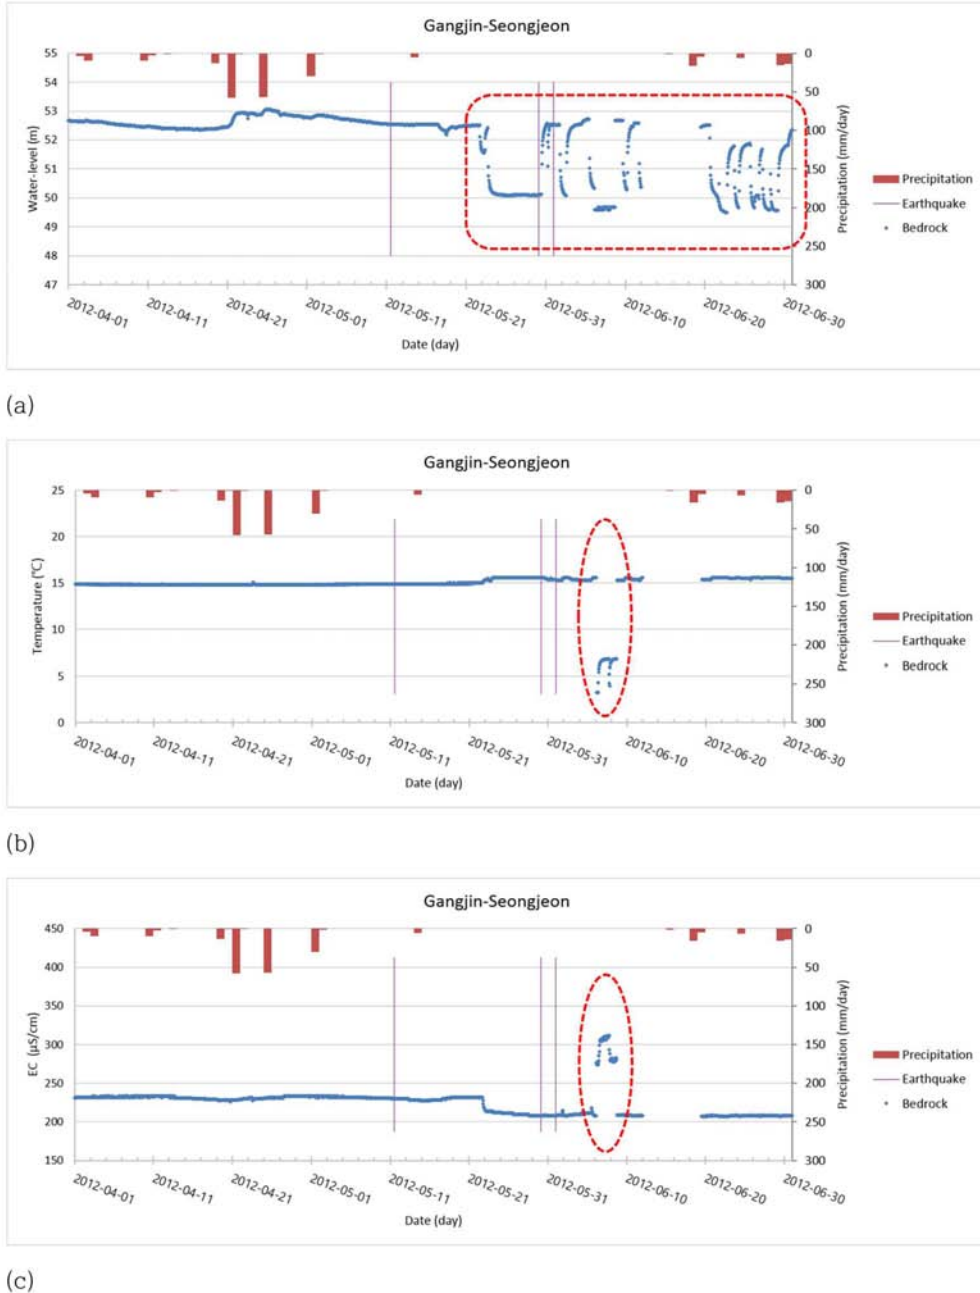 Gangjin-Seongjeon
55 0
54 50
53 100
52
51 150
50 200
49 250
48
47 300
Water-level (m)
Precipitation (mm/day)
2012-04-01 2012-04-11 2012-04-21 2012-05-01 2012-05-11 2012-05-21 2012-05-31 2012-06-10 2012-06-20 2012-06-30
Date (day)
Precipitation
Earthquake
Bedrock
(a)
Gangjin-Seongjeon
25 0
20 50
15 100
10 150
5 200
0 250
300
Temperature (°C)
Precipitation (mm/day)
2012-04-01 2012-04-11 2012-04-21 2012-05-01 2012-05-11 2012-05-21 2012-05-31 2012-06-10 2012-06-20 2012-06-30
Date (day)
Precipitation
Earthquake
Bedrock
(b)
Gangjin-Seongjeon
450 0
400 50
350 100
300 150
250 200
200 250
150 300
EC (µS/cm)
Precipitation (mm/day)
2012-04-01 2012-04-11 2012-04-21 2012-05-01 2012-05-11 2012-05-21 2012-05-31 2012-06-10 2012-06-20 2012-06-30
Date (day)
Precipitation
Earthquake
Bedrock
(c)